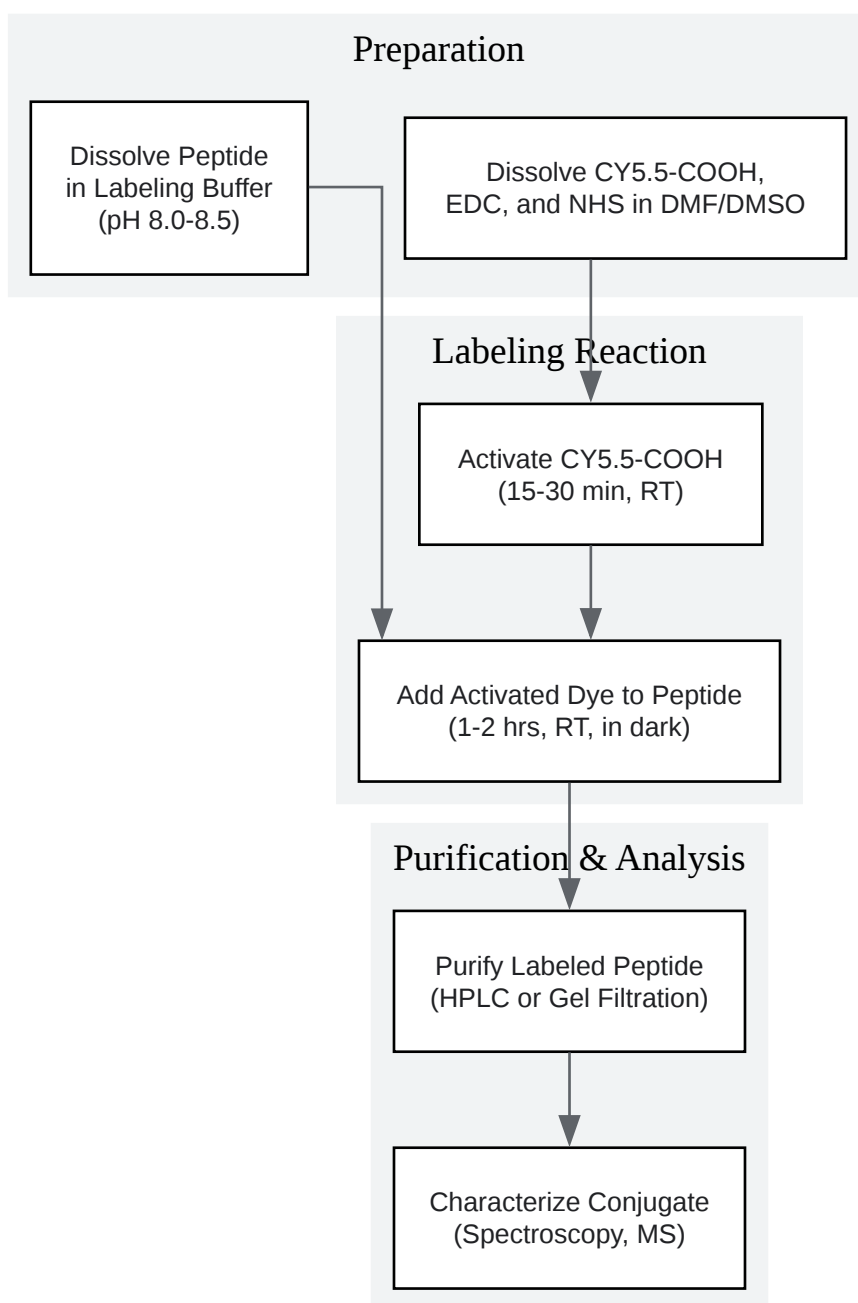 Preparation
Dissolve Peptide
in Labeling Buffer
(pH 8.0-8.5)
Dissolve CY5.5-COOH,
EDC, and NHS in DMF/DMSO
Labeling Reaction
Activate CY5.5-COOH
(15-30 min, RT)
Add Activated Dye to Peptide
(1-2 hrs, RT, in dark)
Purification & Analysis
Purify Labeled Peptide
(HPLC or Gel Filtration)
Characterize Conjugate
(Spectroscopy, MS)